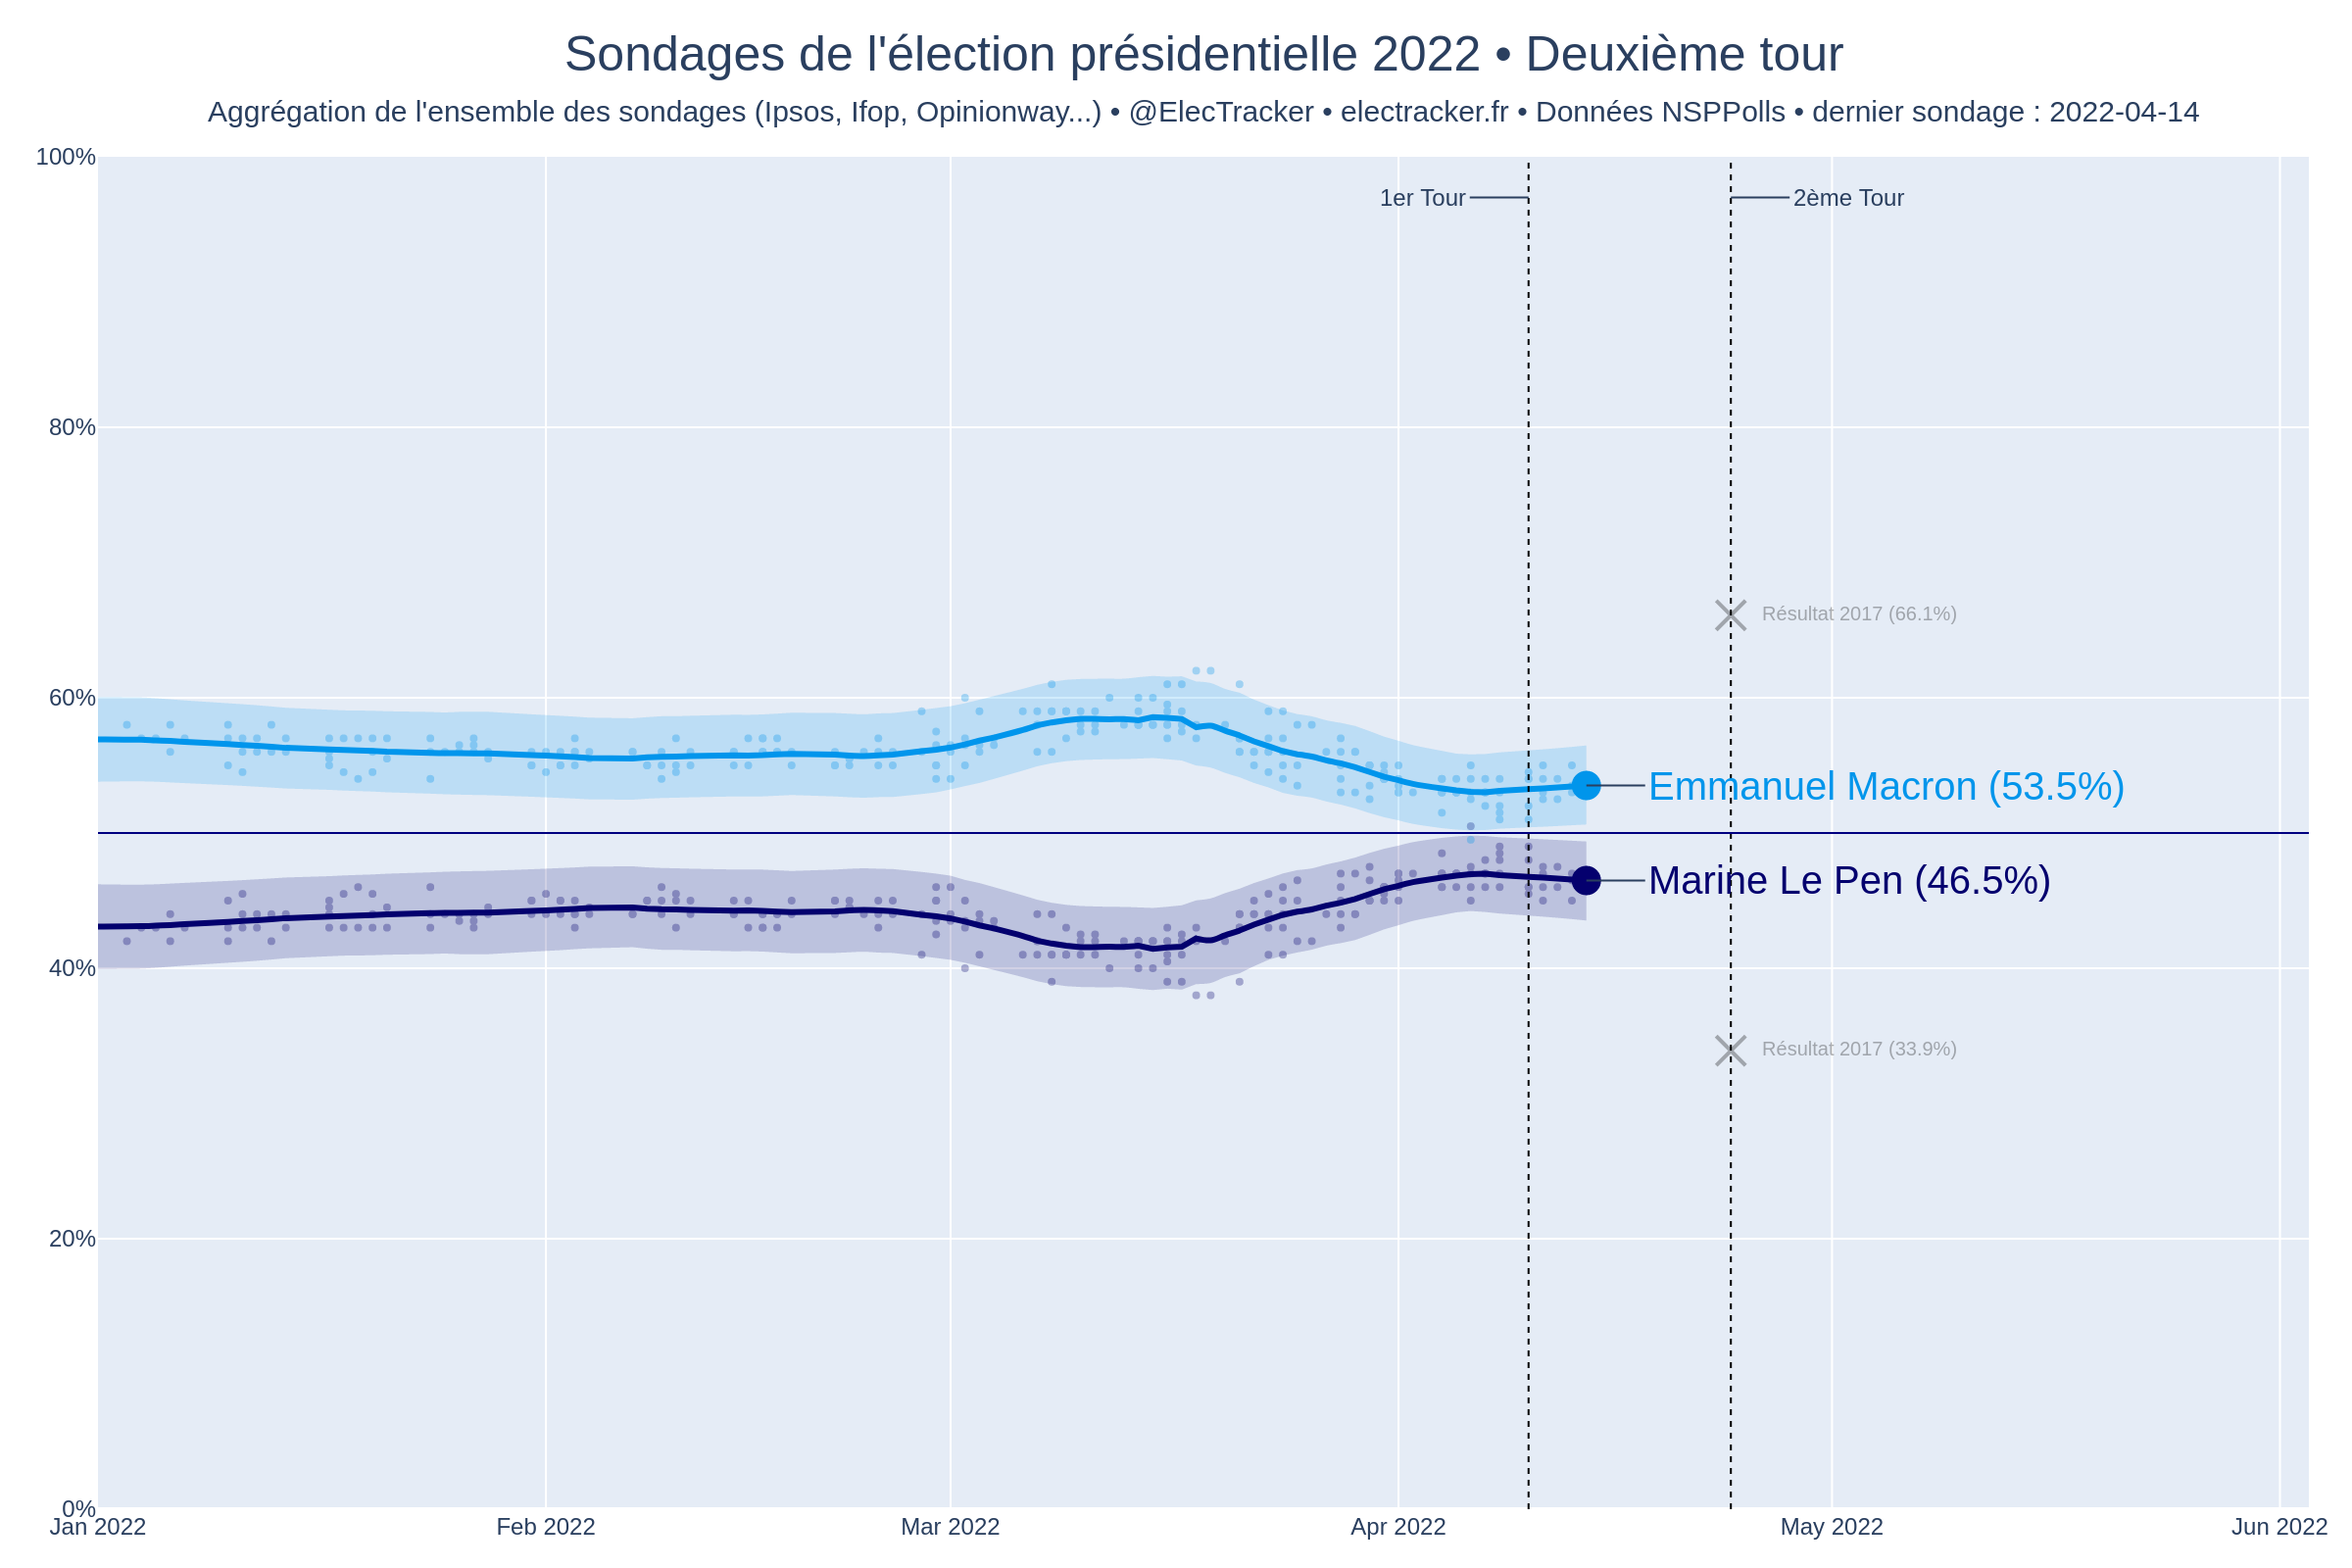 Sondages de l'élection présidentielle 2022 • Deuxième tour
Aggrégation de l'ensemble des sondages (Ipsos, Ifop, Opinionway...) • @ElecTracker • electracker.fr • Données NSPPolls • dernier sondage : 2022-04-14
100%
1er Tour
2ème Tour
80%
Résultat 2017 (66.1%)
60%
Emmanuel Macron (53.5%)
Marine Le Pen (46.5%)
40%
Résultat 2017 (33.9%)
20%
0%
Jan 2022
Feb 2022
Mar 2022
Apr 2022
May 2022
Jun 2022